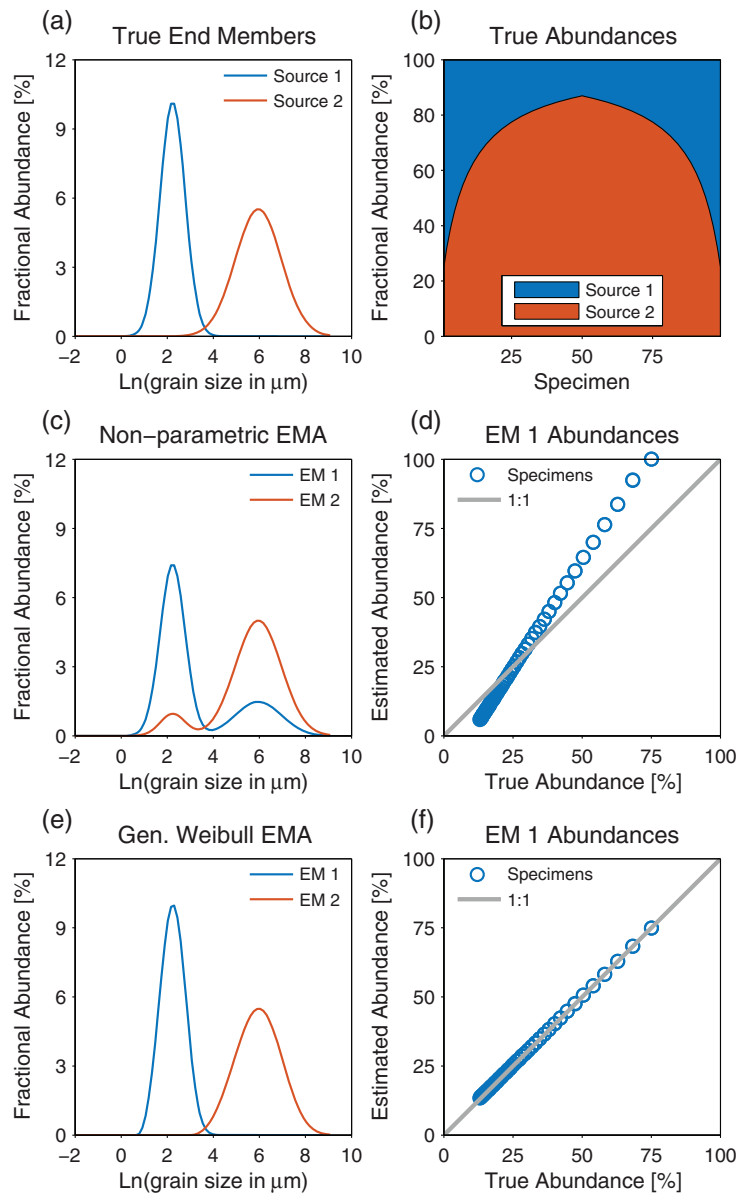 (a)
True End Members
Fractional Abundance [%]
12
9
6
3
0
Source 1
Source 2
−2
0
2
4
6
8
10
Ln(grain size in μm)
(b)
True Abundances
Fractional Abundance [%]
100
80
60
40
20
0
Source 1
Source 2
25
50
75
Specimen
(c)
Non−parametric EMA
Fractional Abundance [%]
12
9
6
3
0
EM 1
EM 2
−2
0
2
4
6
8
10
Ln(grain size in μm)
(d)
EM 1 Abundances
Estimated Abundance [%]
100
75
50
25
0
Specimens
1:1
0
25
50
75
100
True Abundance [%]
(e)
Gen. Weibull EMA
Fractional Abundance [%]
12
9
6
3
0
EM 1
EM 2
−2
0
2
4
6
8
10
Ln(grain size in μm)
(f)
EM 1 Abundances
Estimated Abundance [%]
100
75
50
25
0
Specimens
1:1
0
25
50
75
100
True Abundance [%]